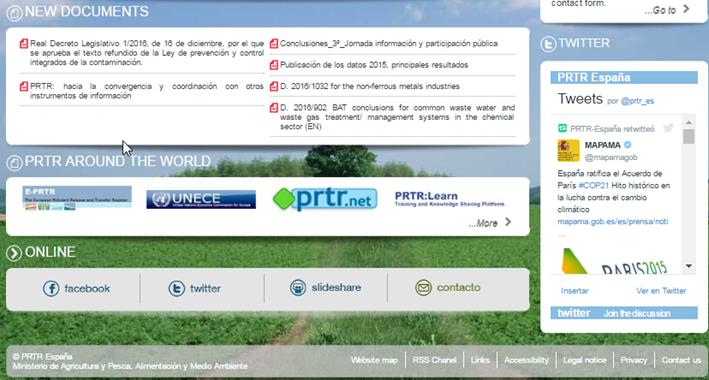 contact form.
...Go to
NEW DOCUMENTS
Real Decreto Legislativo 1/2016, de 16 de diciembre, por el que
se aprueba el texto refundido de la Ley de prevención y control
integrados de la contaminación.
PRTR: hacia la convergencia y coordinación con otros
instrumentos de información
Conclusiones_3ª_Jornada información y participación pública
Publicación de los datos 2015, principales resultados
D. 2016/1032 for the non-ferrous metals industries
D. 2016/902 BAT conclusions for common waste water and
waste gas treatment/ management systems in the chemical
sector (EN)
TWITTER
PRTR España
Tweets por @prtr_es
PRTR-España retwitteó
MAPAMA
@mapamagob
España ratifica el Acuerdo de
París #COP21 Hito histórico en
la lucha contra el cambio
climático
mapama.gob.es/es/prensa/noti
...
PARIS2015
Insertar
Ver en Twitter
twitter
Join the discussion
PRTR AROUND THE WORLD
E-PRTR
The European Pollutant Release and Transfer Register
UNECE
United Nations Economic Commission for Europe
prtr.net
PRTR:Learn
Training and Knowledge Sharing Platform
...More
ONLINE
facebook
twitter
slideshare
contacto
© PRTR España
Ministerio de Agricultura y Pesca, Alimentación y Medio Ambiente
Website map
RSS Chanel
Links
Accessibility
Legal notice
Privacy
Contact us